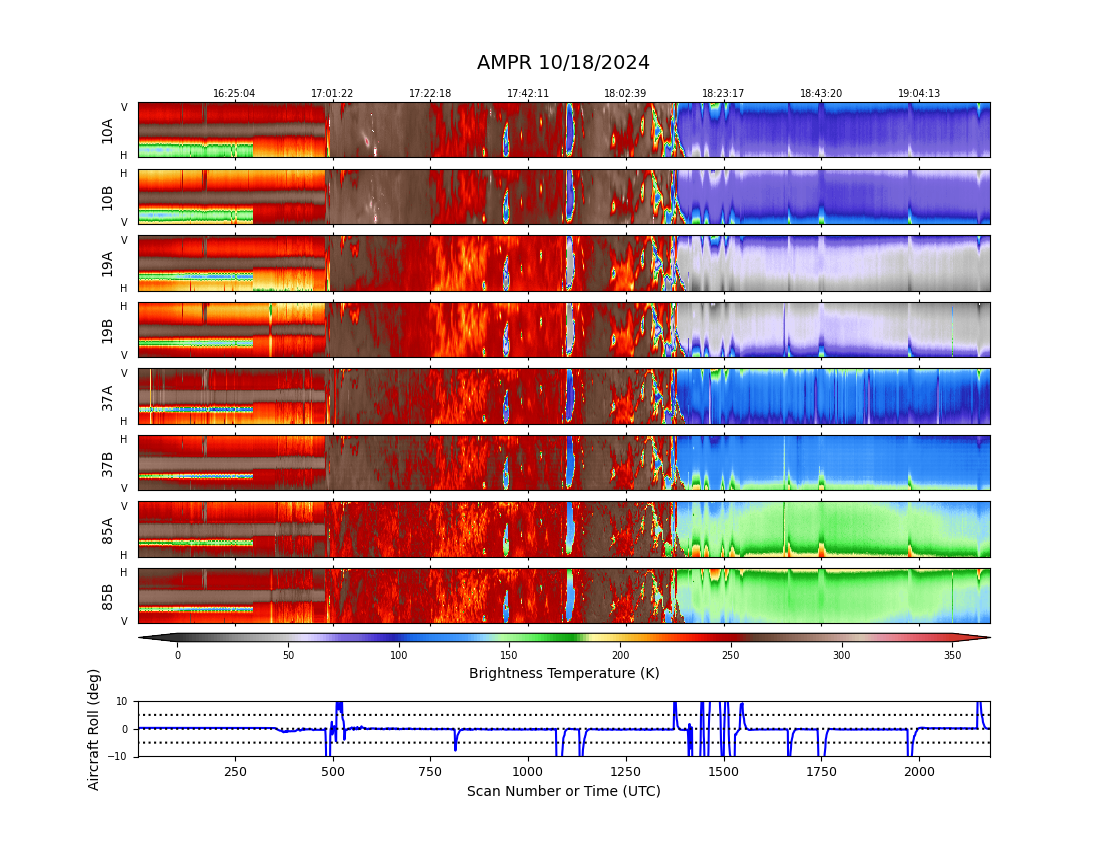 AMPR 10/18/2024
16:25:04 17:01:22 17:22:18 17:42:11 18:02:39 18:23:17 18:43:20 19:04:13
V
10A
H
H
10B
V
V
19A
H
H
19B
V
V
37A
H
H
37B
V
V
85A
H
H
85B
V
0 50 100 150 200 250 300 350
Brightness Temperature (K)
Aircraft Roll (deg)
10
0
−10
250 500 750 1000 1250 1500 1750 2000
Scan Number or Time (UTC)